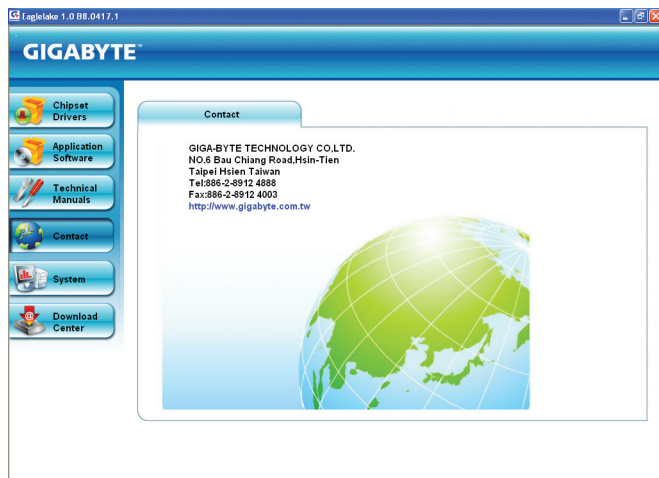 Eaglelake 1.0 B8.0417.1
GIGABYTE™
Chipset
Drivers
Application
Software
Technical
Manuals
Contact
System
Download
Center
Contact
GIGA-BYTE TECHNOLOGY CO,LTD.
NO.6 Bau Chiang Road,Hsin-Tien
Taipei Hsien Taiwan
Tel:886-2-8912 4888
Fax:886-2-8912 4003
http://www.gigabyte.com.tw